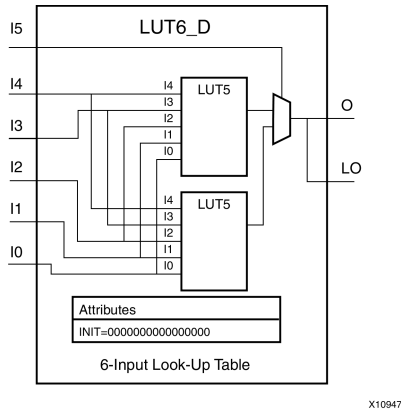 LUT6_D
I5
I4
I3
I2
I1
I0
I4
I3
I2
I1
I0
LUT5
I4
I3
I2
I1
I0
LUT5
O
LO
Attributes
INIT=0000000000000000
6-Input Look-Up Table
X10947